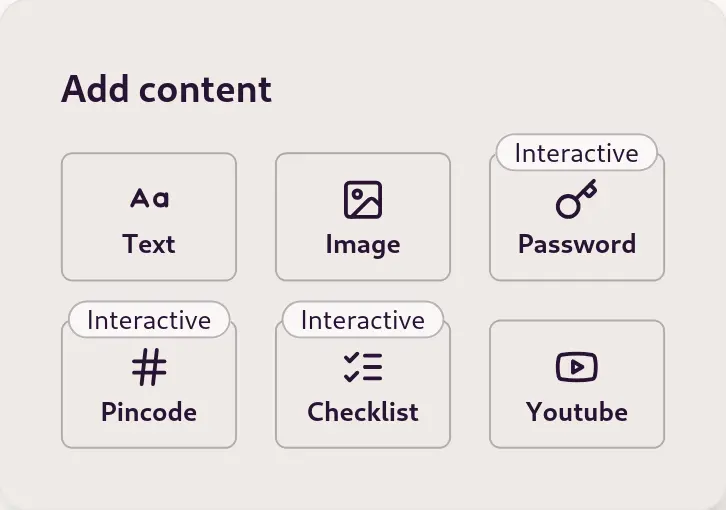 Add content
Interactive
Aa
Text
Image
Password
Interactive
Interactive
Pincode
Checklist
Youtube